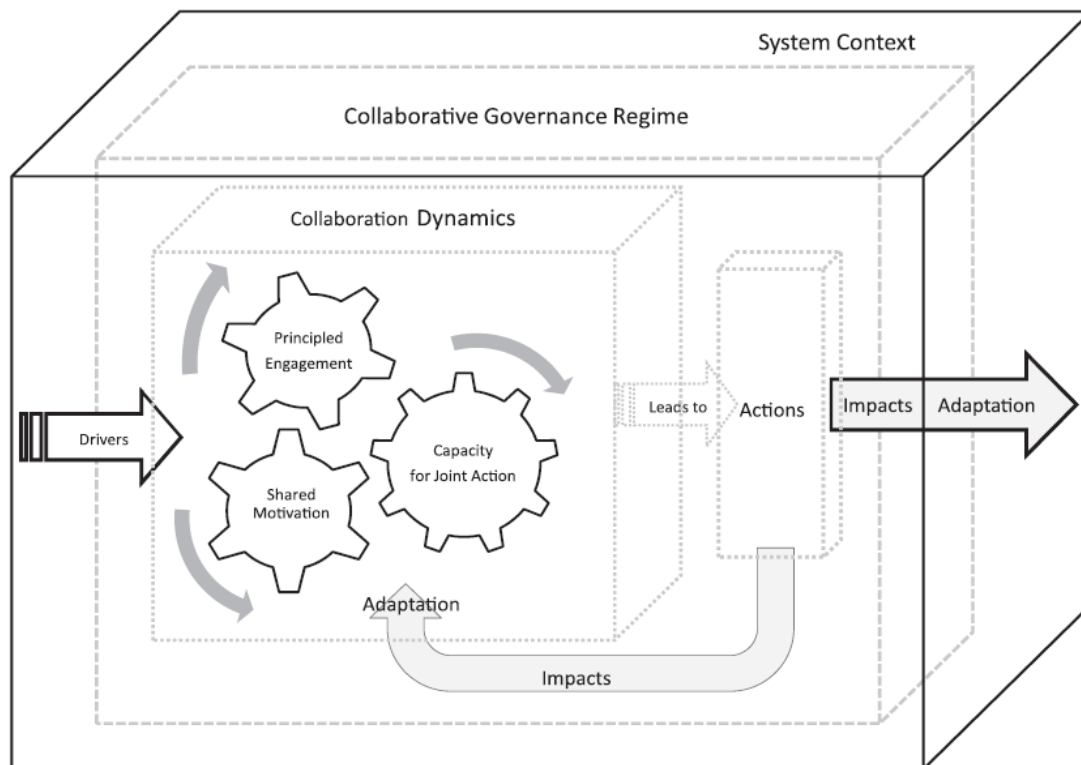 System Context
Collaborative Governance Regime
Collaboration Dynamics
Principled
Engagement
Drivers
Shared
Motivation
Capacity
for Joint Action
Leads to
Actions
Impacts
Adaptation
Adaptation
Impacts